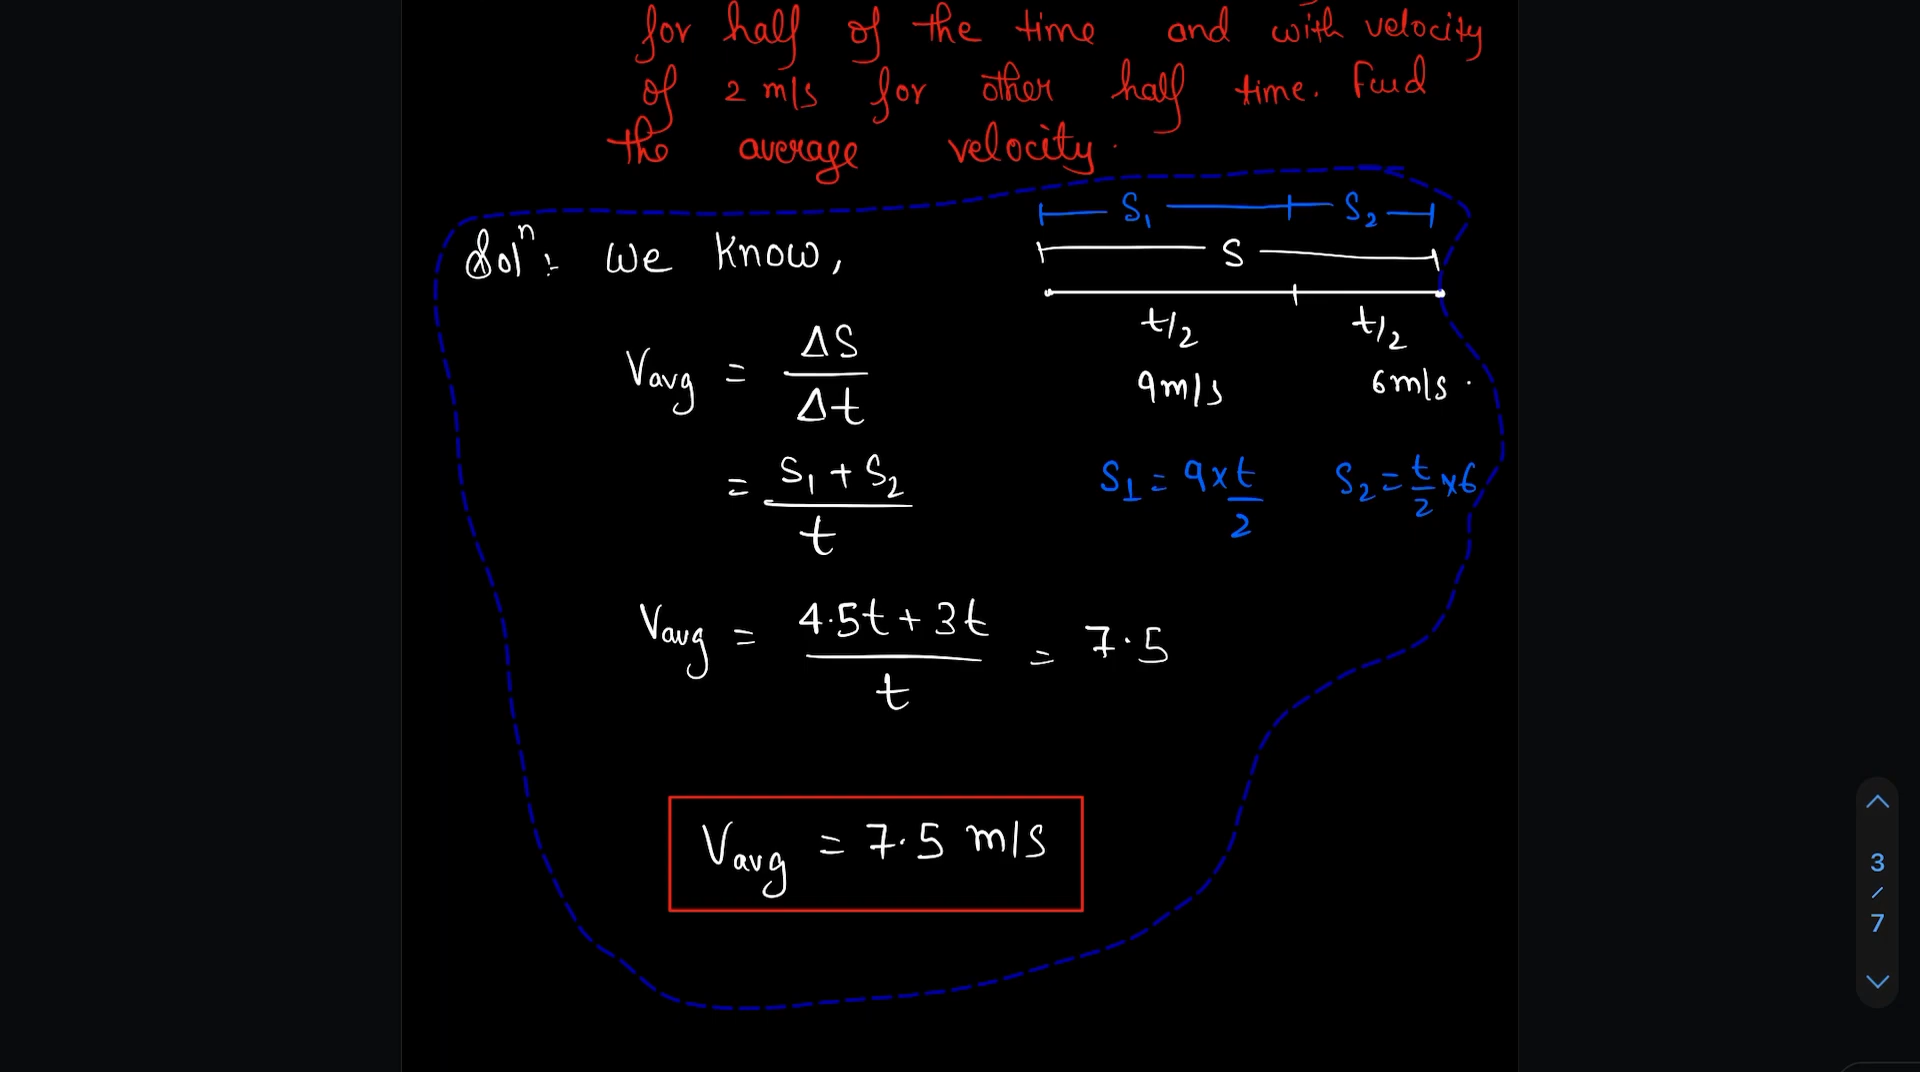 for half of the time and with velocity
of 2 m/s for other half time. Find
the average velocity.
S₁ S₂
Solⁿ: We know,
S
t/2 t/2
Vavg = ΔS/Δt
9m/s 6m/s.
= (S₁ + S₂)/t
S₁ = 9 × t/2 S₂ = t/2 × 6
Vavg = (4.5t + 3t)/t = 7.5
Vavg = 7.5 m/s
3
/
7